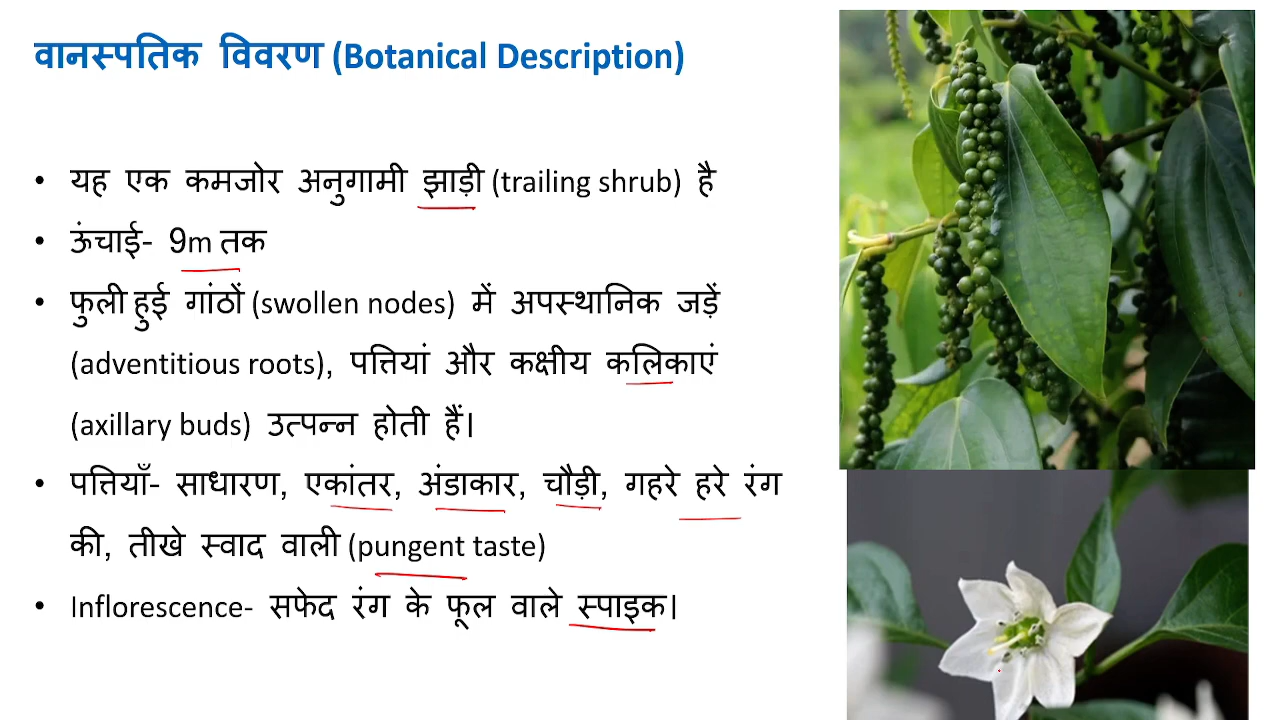 वानस्पतिक विवरण (Botanical Description)
• यह एक कमजोर अनुगामी झाड़ी (trailing shrub) है
• ऊंचाई- 9m तक
• फुली हुई गांठों (swollen nodes) में अपस्थानिक जड़ें
(adventitious roots), पत्तियां और कक्षीय कलिकाएं
(axillary buds) उत्पन्न होती हैं।
• पत्तियाँ- साधारण, एकांतर, अंडाकार, चौड़ी, गहरे हरे रंग
की, तीखे स्वाद वाली (pungent taste)
• Inflorescence- सफेद रंग के फूल वाले स्पाइक।